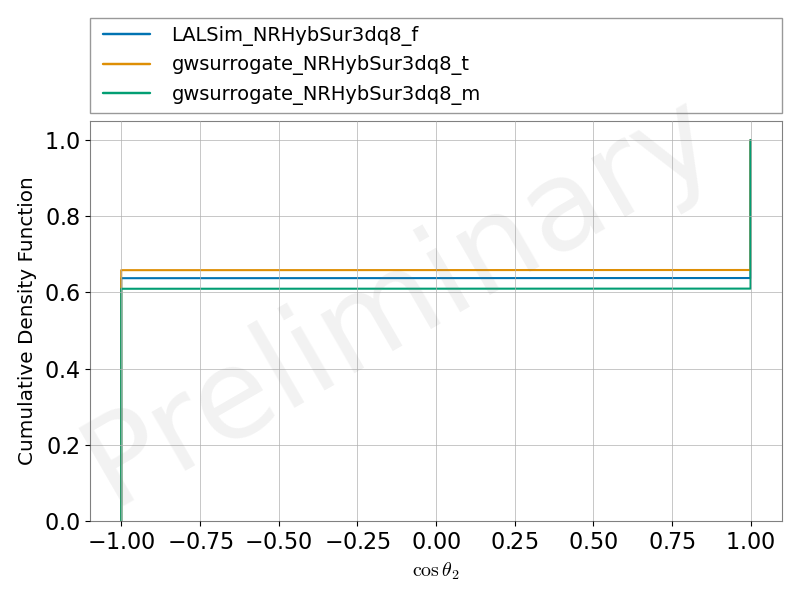 LALSim_NRHybSur3dq8_f
gwsurrogate_NRHybSur3dq8_t
gwsurrogate_NRHybSur3dq8_m
Preliminary
Cumulative Density Function
1.0
0.8
0.6
0.4
0.2
0.0
−1.00 −0.75 −0.50 −0.25 0.00 0.25 0.50 0.75 1.00
cos θ₂